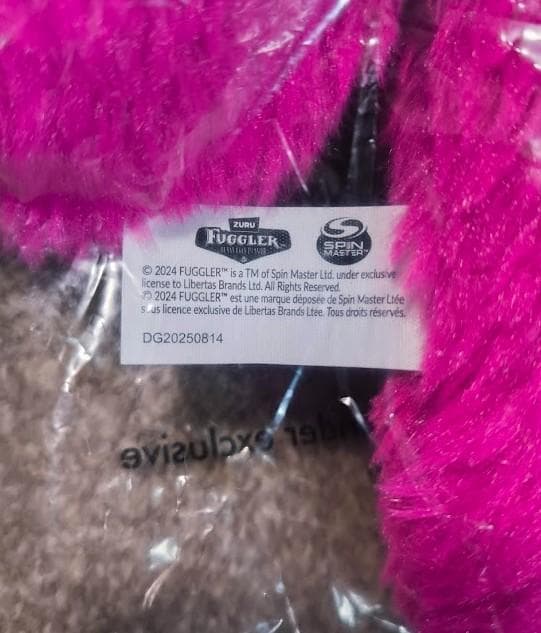 ZURU
FUGGLER
SPIN
MASTER™
© 2024 FUGGLER™ is a TM of Spin Master Ltd. under exclusive
license to Libertas Brands Ltd. All Rights Reserved.
© 2024 FUGGLER™ est une marque déposée de Spin Master Ltée
sous licence exclusive de Libertas Brands Ltée. Tous droits réservés.
DG20250814
der exclusive